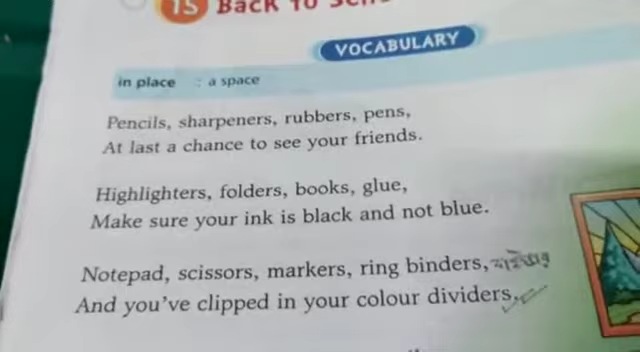 15 Back to
VOCABULARY
in place : a space
Pencils, sharpeners, rubbers, pens,
At last a chance to see your friends.
Highlighters, folders, books, glue,
Make sure your ink is black and not blue.
Notepad, scissors, markers, ring binders,
And you've clipped in your colour dividers.